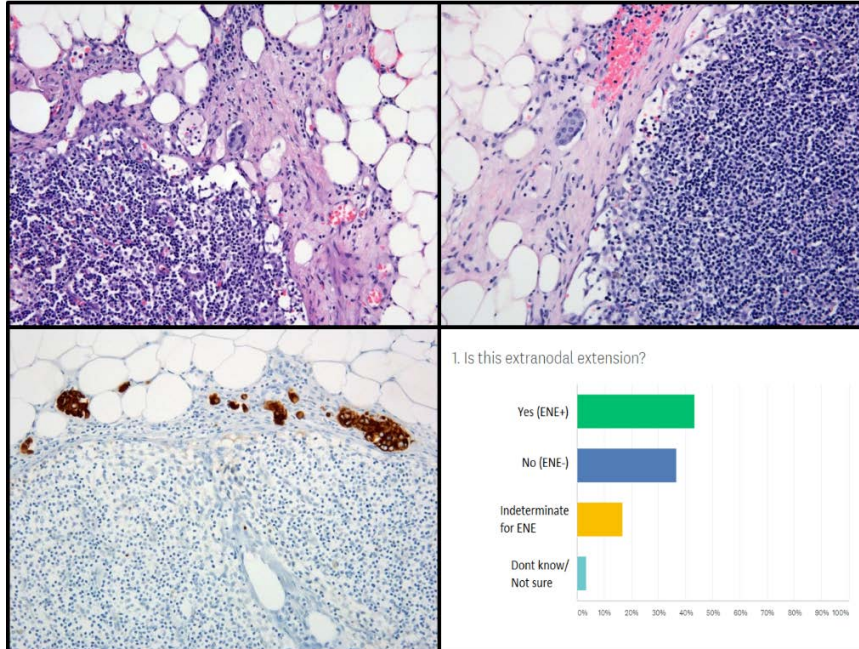 1. Is this extranodal extension?
Yes (ENE+)
No (ENE-)
Indeterminate
for ENE
Dont know/
Not sure
0% 10% 20% 30% 40% 50% 60% 70% 80% 90% 100%